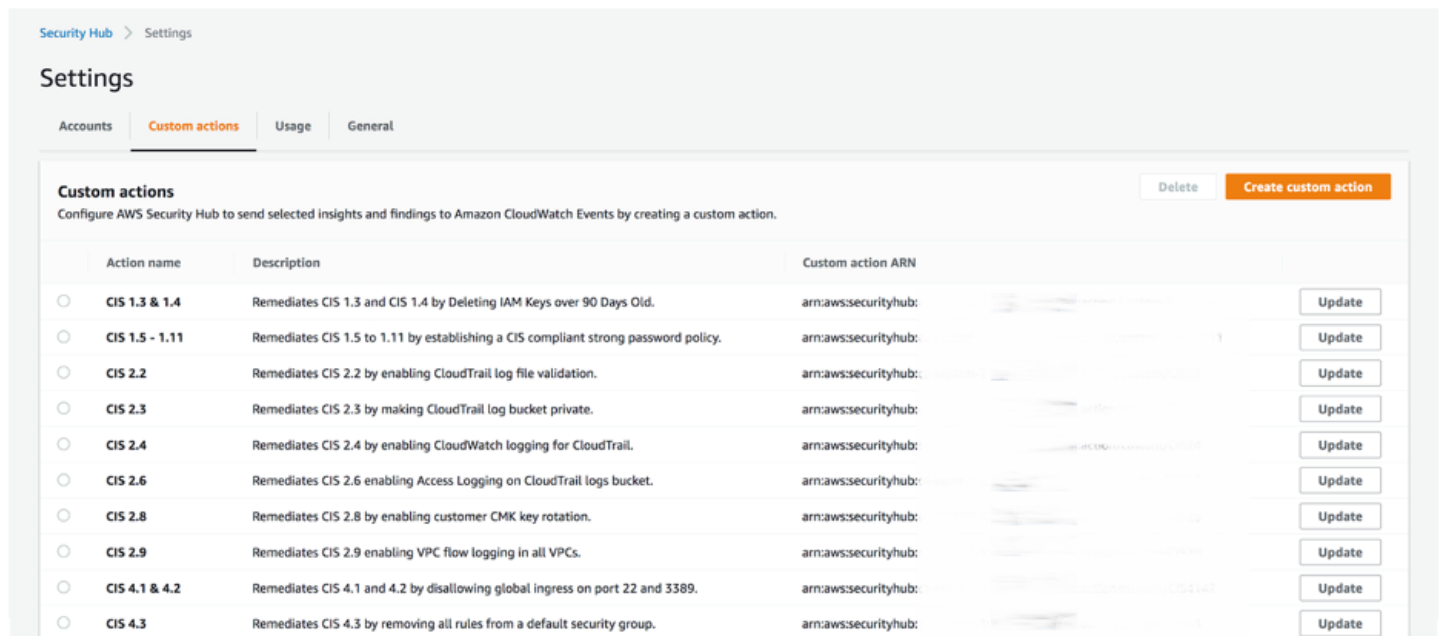 Security Hub > Settings
Settings
Accounts Custom actions Usage General
Custom actions
Delete Create custom action
Configure AWS Security Hub to send selected insights and findings to Amazon CloudWatch Events by creating a custom action.
Action name Description Custom action ARN
CIS 1.3 & 1.4 Remediates CIS 1.3 and CIS 1.4 by Deleting IAM Keys over 90 Days Old. arn:aws:securityhub: Update
CIS 1.5 - 1.11 Remediates CIS 1.5 to 1.11 by establishing a CIS compliant strong password policy. arn:aws:securityhub: Update
CIS 2.2 Remediates CIS 2.2 by enabling CloudTrail log file validation. arn:aws:securityhub: Update
CIS 2.3 Remediates CIS 2.3 by making CloudTrail log bucket private. arn:aws:securityhub: Update
CIS 2.4 Remediates CIS 2.4 by enabling CloudWatch logging for CloudTrail. arn:aws:securityhub: Update
CIS 2.6 Remediates CIS 2.6 enabling Access Logging on CloudTrail logs bucket. arn:aws:securityhub: Update
CIS 2.8 Remediates CIS 2.8 by enabling customer CMK key rotation. arn:aws:securityhub: Update
CIS 2.9 Remediates CIS 2.9 enabling VPC flow logging in all VPCs. arn:aws:securityhub: Update
CIS 4.1 & 4.2 Remediates CIS 4.1 and 4.2 by disallowing global ingress on port 22 and 3389. arn:aws:securityhub: Update
CIS 4.3 Remediates CIS 4.3 by removing all rules from a default security group. arn:aws:securityhub: Update